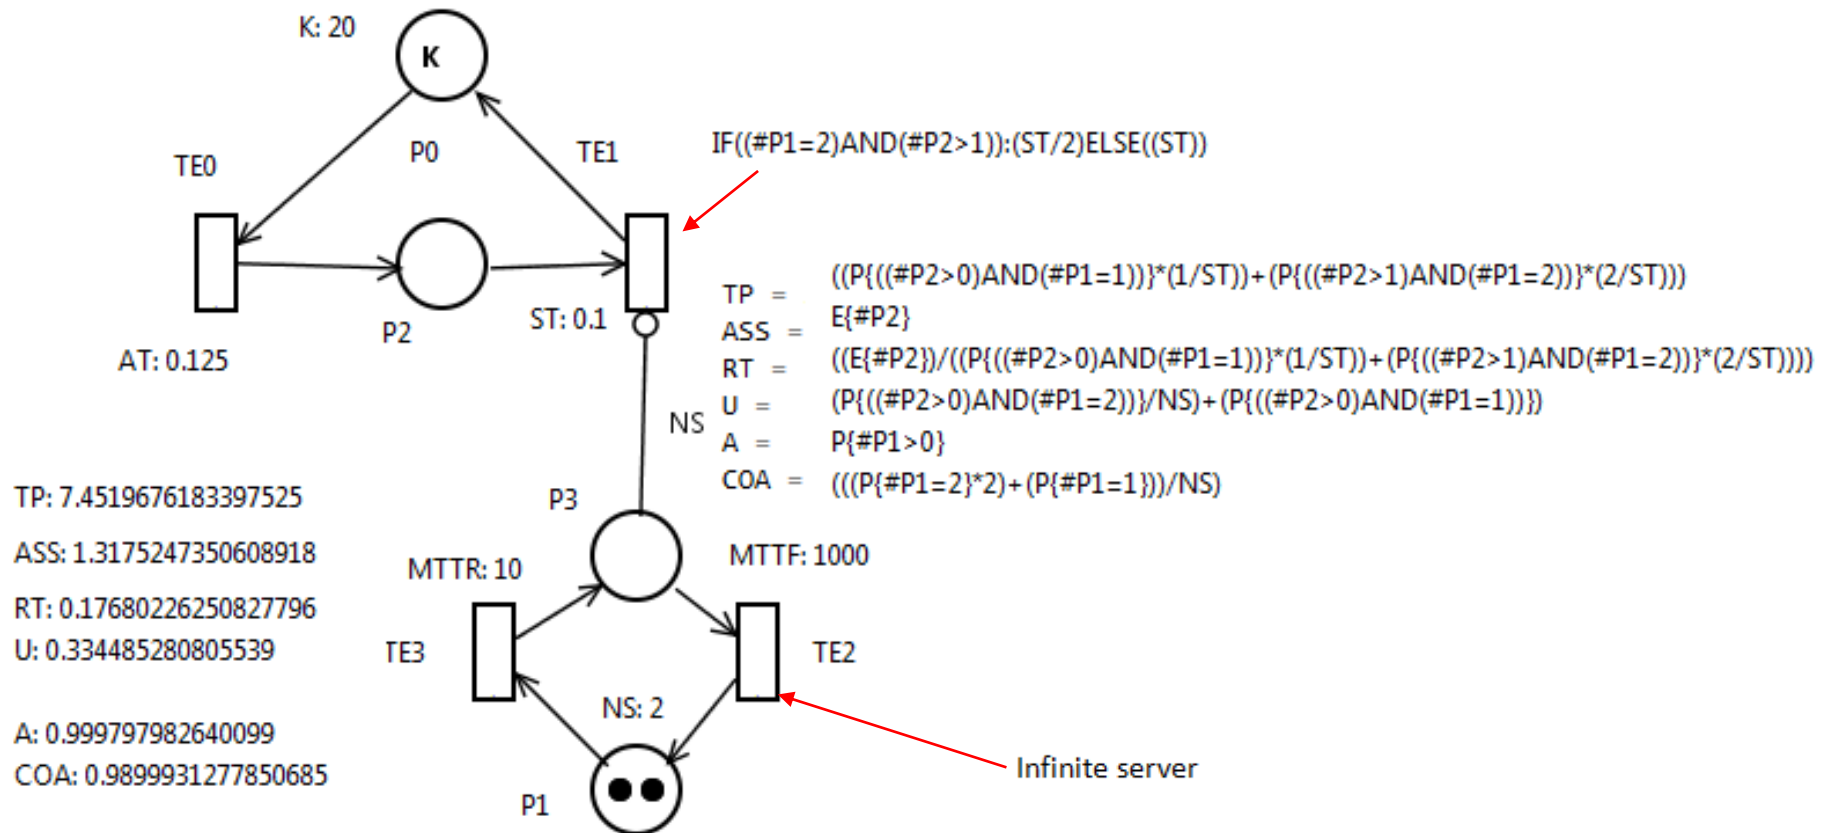 K: 20
K
P0
TE0
TE1
IF((#P1=2)AND(#P2>1)):(ST/2)ELSE((ST))
P2
ST: 0.1
AT: 0.125
TP = ((P{((#P2>0)AND(#P1=1))}*(1/ST))+(P{((#P2>1)AND(#P1=2))}*(2/ST)))
ASS = E{#P2}
RT = ((E{#P2})/((P{((#P2>0)AND(#P1=1))}*(1/ST))+(P{((#P2>1)AND(#P1=2))}*(2/ST))))
U = (P{((#P2>0)AND(#P1=2))}/NS)+(P{((#P2>0)AND(#P1=1))})
A = P{#P1>0}
COA = (((P{#P1=2}*2)+(P{#P1=1}))/NS)
NS
TP: 7.4519676183397525
ASS: 1.3175247350608918
RT: 0.17680226250827796
U: 0.334485280805539
A: 0.999797982640099
COA: 0.9899931277850685
P3
MTTR: 10
MTTF: 1000
TE3
TE2
NS: 2
P1
Infinite server